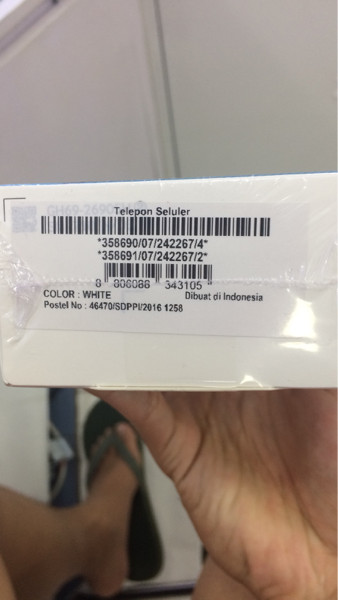 Telepon Seluler
*358690/07/242267/4*
*358691/07/242267/2*
8 806088 343105
COLOR : WHITE
Dibuat di Indonesia
Postel No : 46470/SDPPI/2016 1258